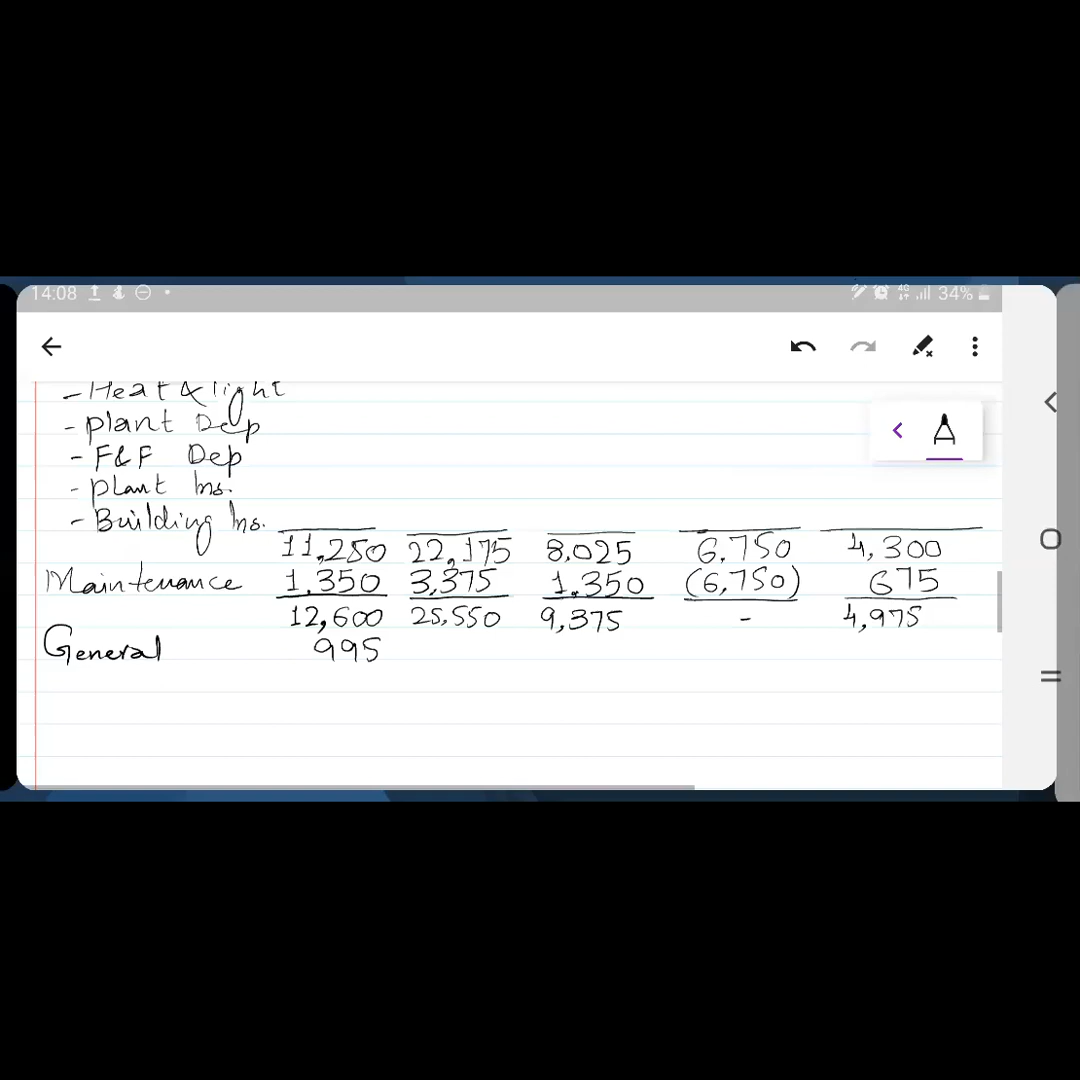 14:08 4G 34%
- Heat & light
- plant Dep
- F&F Dep
- plant Ins.
- Building Ins.
11,250 22,175 8,025 6,750 4,300
Maintenance 1,350 3,375 1,350 (6,750) 675
12,600 25,550 9,375 - 4,975
General 995